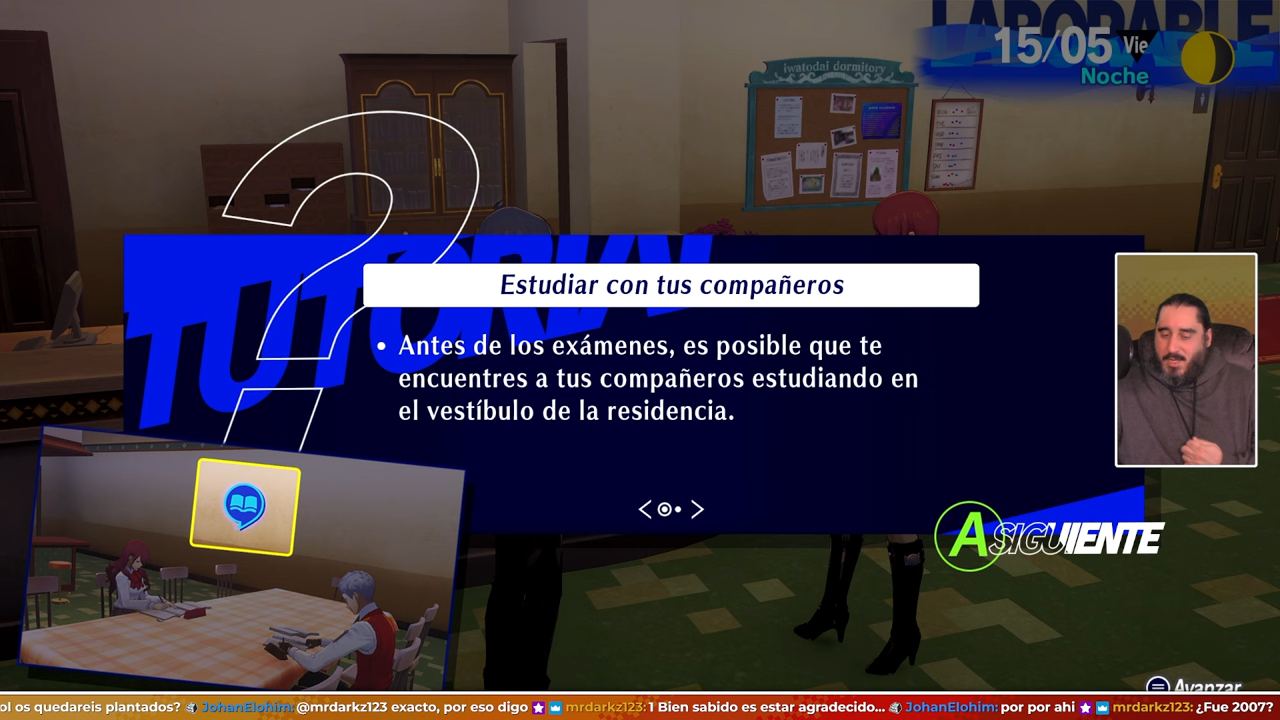 LABORABLE
15/05 Vie
Noche
iwatodai dormitory
TUTORIAL
Estudiar con tus compañeros
• Antes de los exámenes, es posible que te
encuentres a tus compañeros estudiando en
el vestíbulo de la residencia.
A SIGUIENTE
Avanzar
ol os quedareis plantados? JohanElohim: @mrdarkz123 exacto, por eso digo mrdarkz123: 1 Bien sabido es estar agradecido... JohanElohim: por por ahi mrdarkz123: ¿Fue 2007?